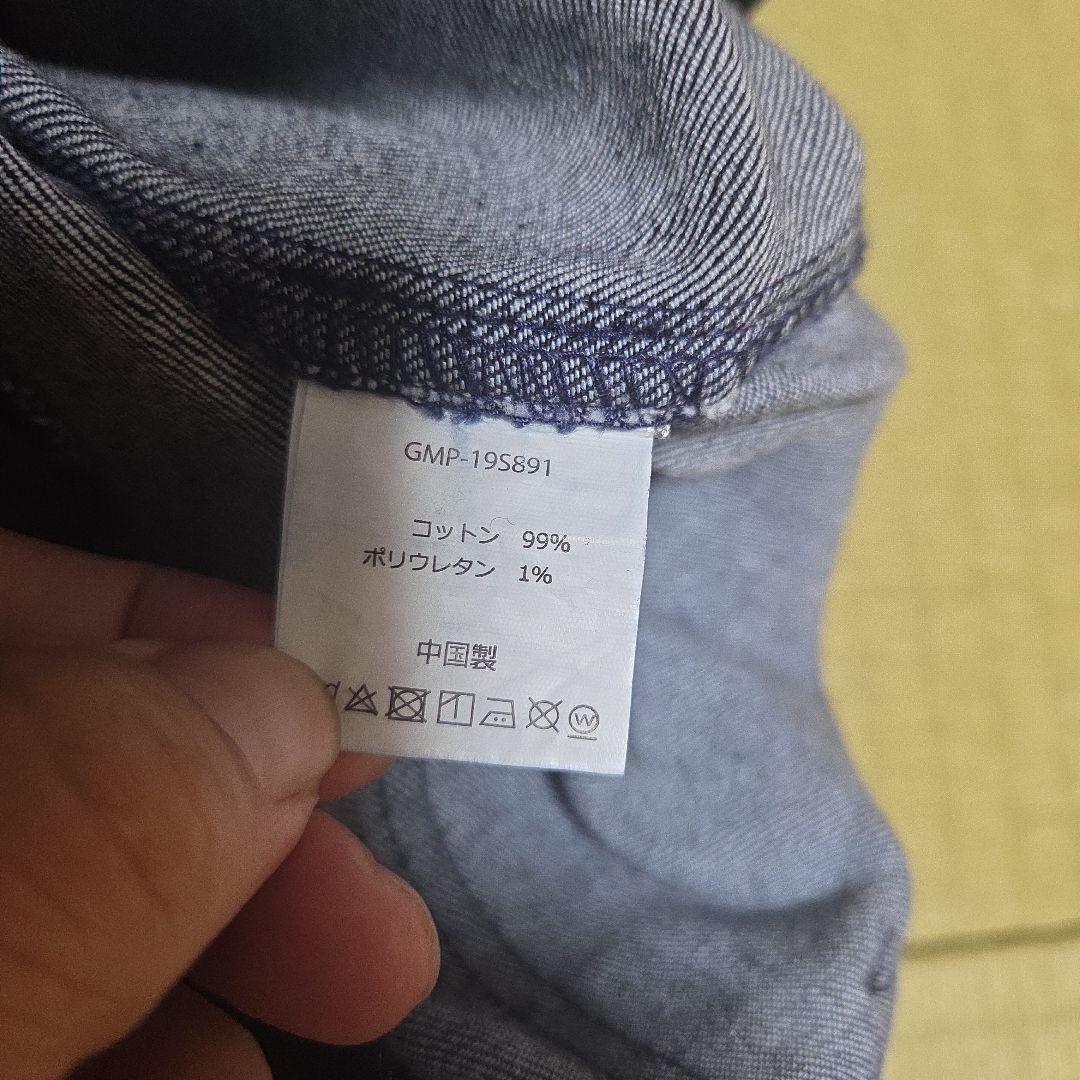 GMP-19S891
コットン 99%
ポリウレタン 1%
中国製
W